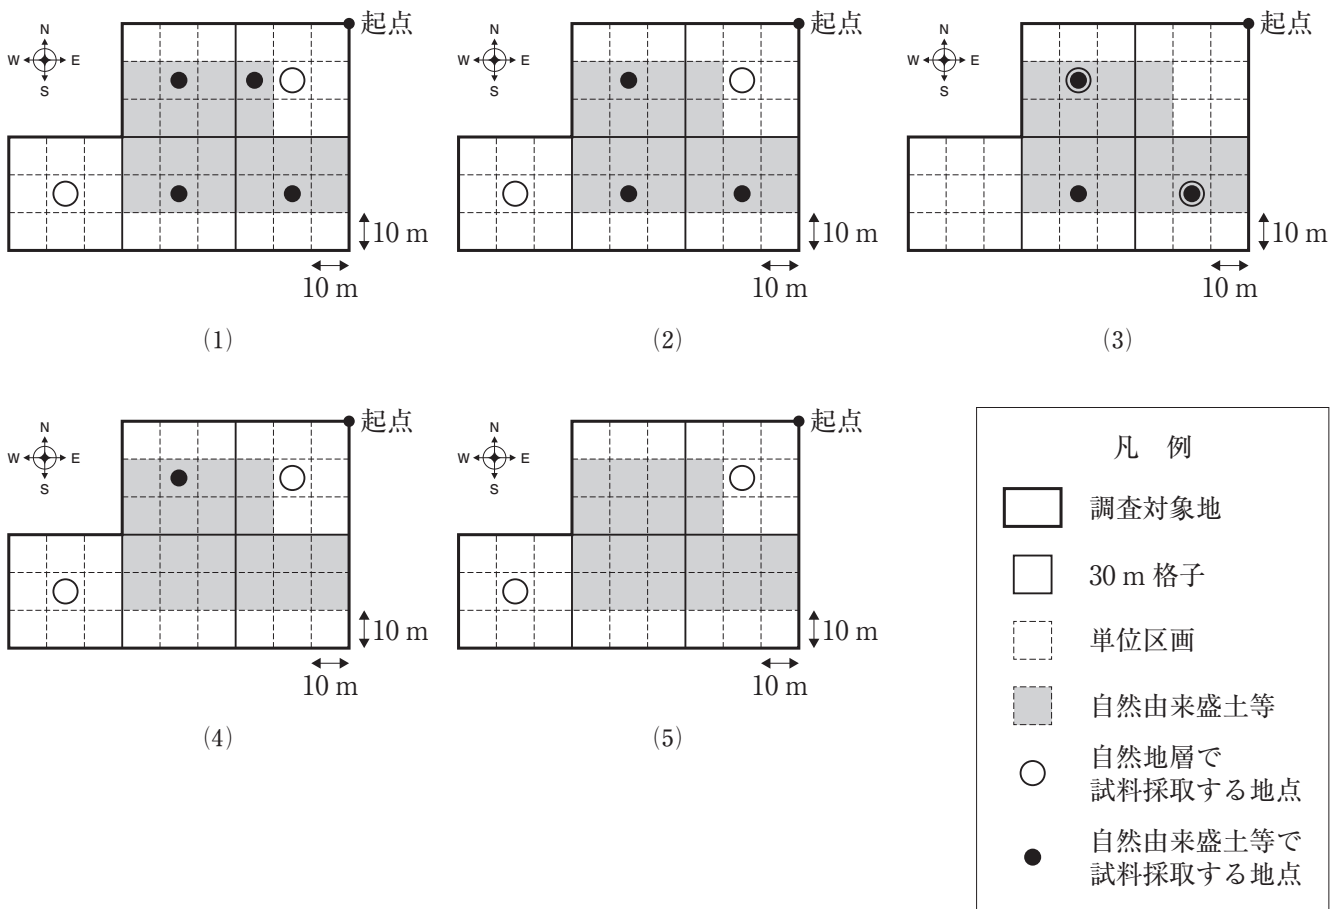 N
W E
S
起点
10 m
10 m
(1)
N
W E
S
起点
10 m
10 m
(2)
N
W E
S
起点
10 m
10 m
(3)
N
W E
S
起点
10 m
10 m
(4)
N
W E
S
起点
10 m
10 m
(5)
凡 例
調査対象地
30 m 格子
単位区画
自然由来盛土等
自然地層で
試料採取する地点
自然由来盛土等で
試料採取する地点